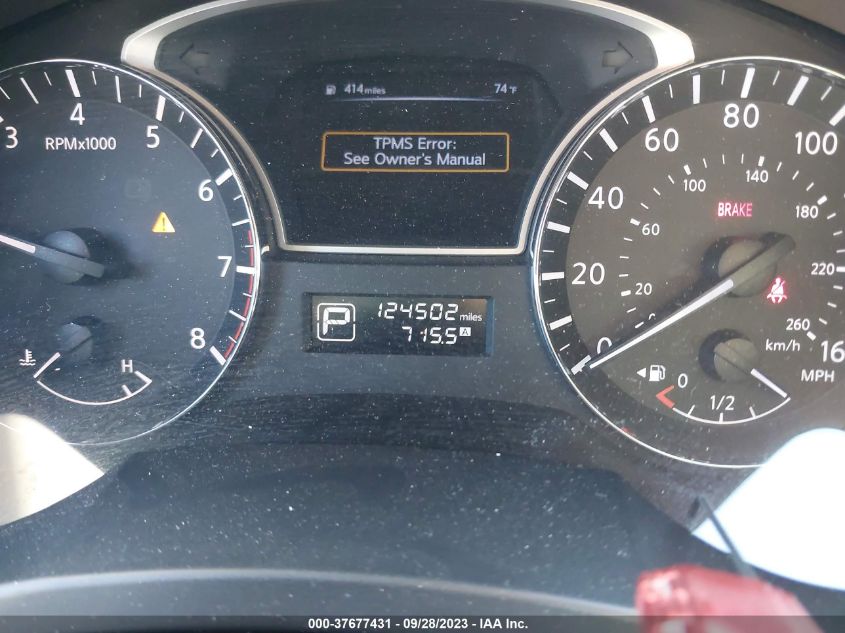 414 miles 74°F
TPMS Error:
See Owner's Manual
3 4 5 6 7 8
RPMx1000
H
P
124502 miles
715.5 A
0 20 40 60 80 100 16
20 60 100 140 180 220 260
BRAKE
km/h
MPH
0 1/2
000-37677431 - 09/28/2023 - IAA Inc.